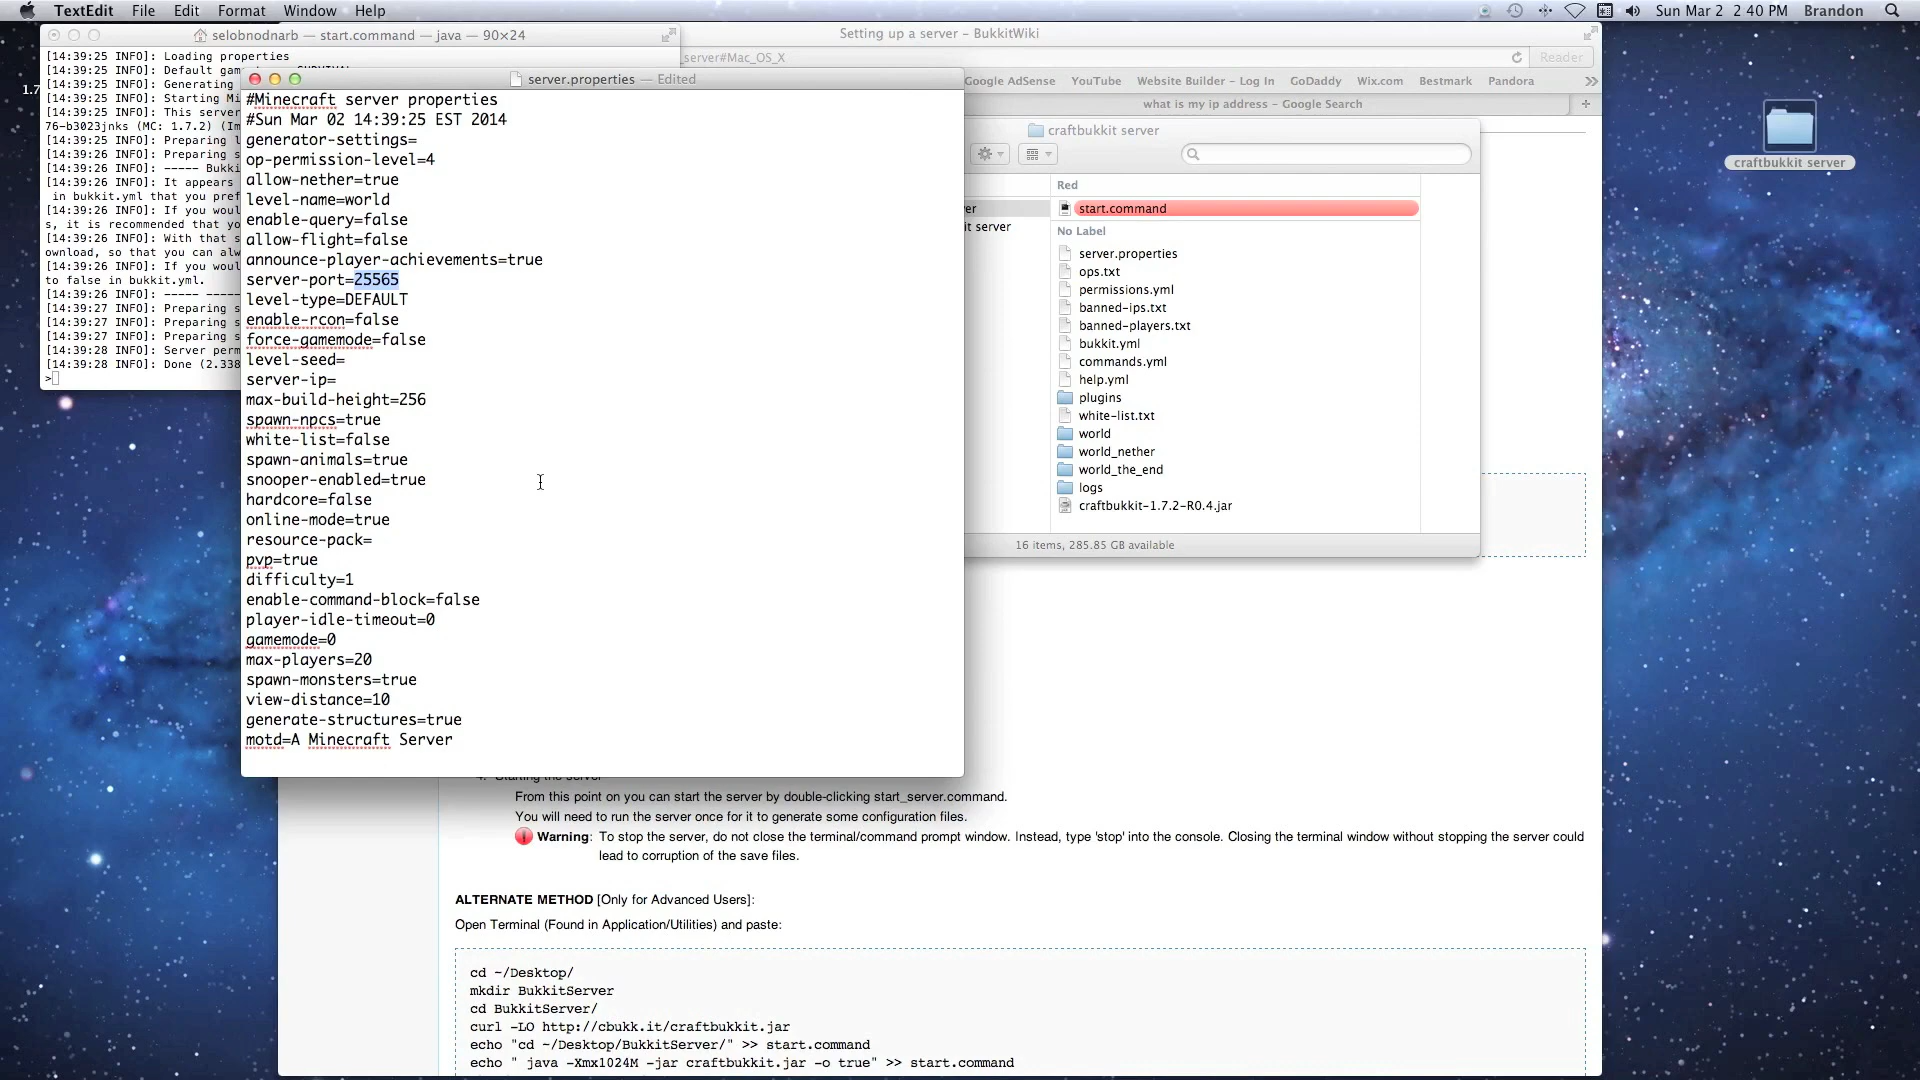 TextEdit File Edit Format Window Help
Sun Mar 2 2 40 PM Brandon
selobnodnarb — start.command — java — 90×24
[14:39:25 INFO]: Loading properties
[14:39:25 INFO]: Default
[14:39:25 INFO]: Generating
[14:39:25 INFO]: Starting
[14:39:25 INFO]: This server
76-b3023jnks (MC: 1.7.2)
[14:39:25 INFO]: Preparing
[14:39:26 INFO]: Preparing
[14:39:26 INFO]: -----
[14:39:26 INFO]: It appears
in bukkit.yml that you
[14:39:26 INFO]: If you
s, it is recommended that
[14:39:26 INFO]: With that
ownload, so that you can
[14:39:26 INFO]: If you
to false in bukkit.yml.
[14:39:26 INFO]: -----
[14:39:27 INFO]: Preparing
[14:39:27 INFO]: Preparing
[14:39:28 INFO]: Server
[14:39:28 INFO]: Done
>
1.7
server.properties — Edited
#Minecraft server properties
#Sun Mar 02 14:39:25 EST 2014
generator-settings=
op-permission-level=4
allow-nether=true
level-name=world
enable-query=false
allow-flight=false
announce-player-achievements=true
server-port=25565
level-type=DEFAULT
enable-rcon=false
force-gamemode=false
level-seed=
server-ip=
max-build-height=256
spawn-npcs=true
white-list=false
spawn-animals=true
snooper-enabled=true
hardcore=false
online-mode=true
resource-pack=
pvp=true
difficulty=1
enable-command-block=false
player-idle-timeout=0
gamemode=0
max-players=20
spawn-monsters=true
view-distance=10
generate-structures=true
motd=A Minecraft Server
Setting up a server - BukkitWiki
server#Mac_OS_X
Reader
Google AdSense YouTube Website Builder - Log In GoDaddy Wix.com Bestmark Pandora
what is my ip address - Google Search
craftbukkit server
Red
start.command
it server
No Label
server.properties
ops.txt
permissions.yml
banned-ips.txt
banned-players.txt
bukkit.yml
commands.yml
help.yml
plugins
white-list.txt
world
world_nether
world_the_end
logs
craftbukkit-1.7.2-R0.4.jar
16 items, 285.85 GB available
craftbukkit server
4. Starting the server
From this point on you can start the server by double-clicking start_server.command.
You will need to run the server once for it to generate some configuration files.
Warning: To stop the server, do not close the terminal/command prompt window. Instead, type 'stop' into the console. Closing the terminal window without stopping the server could
lead to corruption of the save files.
ALTERNATE METHOD [Only for Advanced Users]:
Open Terminal (Found in Application/Utilities) and paste:
cd ~/Desktop/
mkdir BukkitServer
cd BukkitServer/
curl -LO http://cbukk.it/craftbukkit.jar
echo "cd ~/Desktop/BukkitServer/" >> start.command
echo " java -Xmx1024M -jar craftbukkit.jar -o true" >> start.command